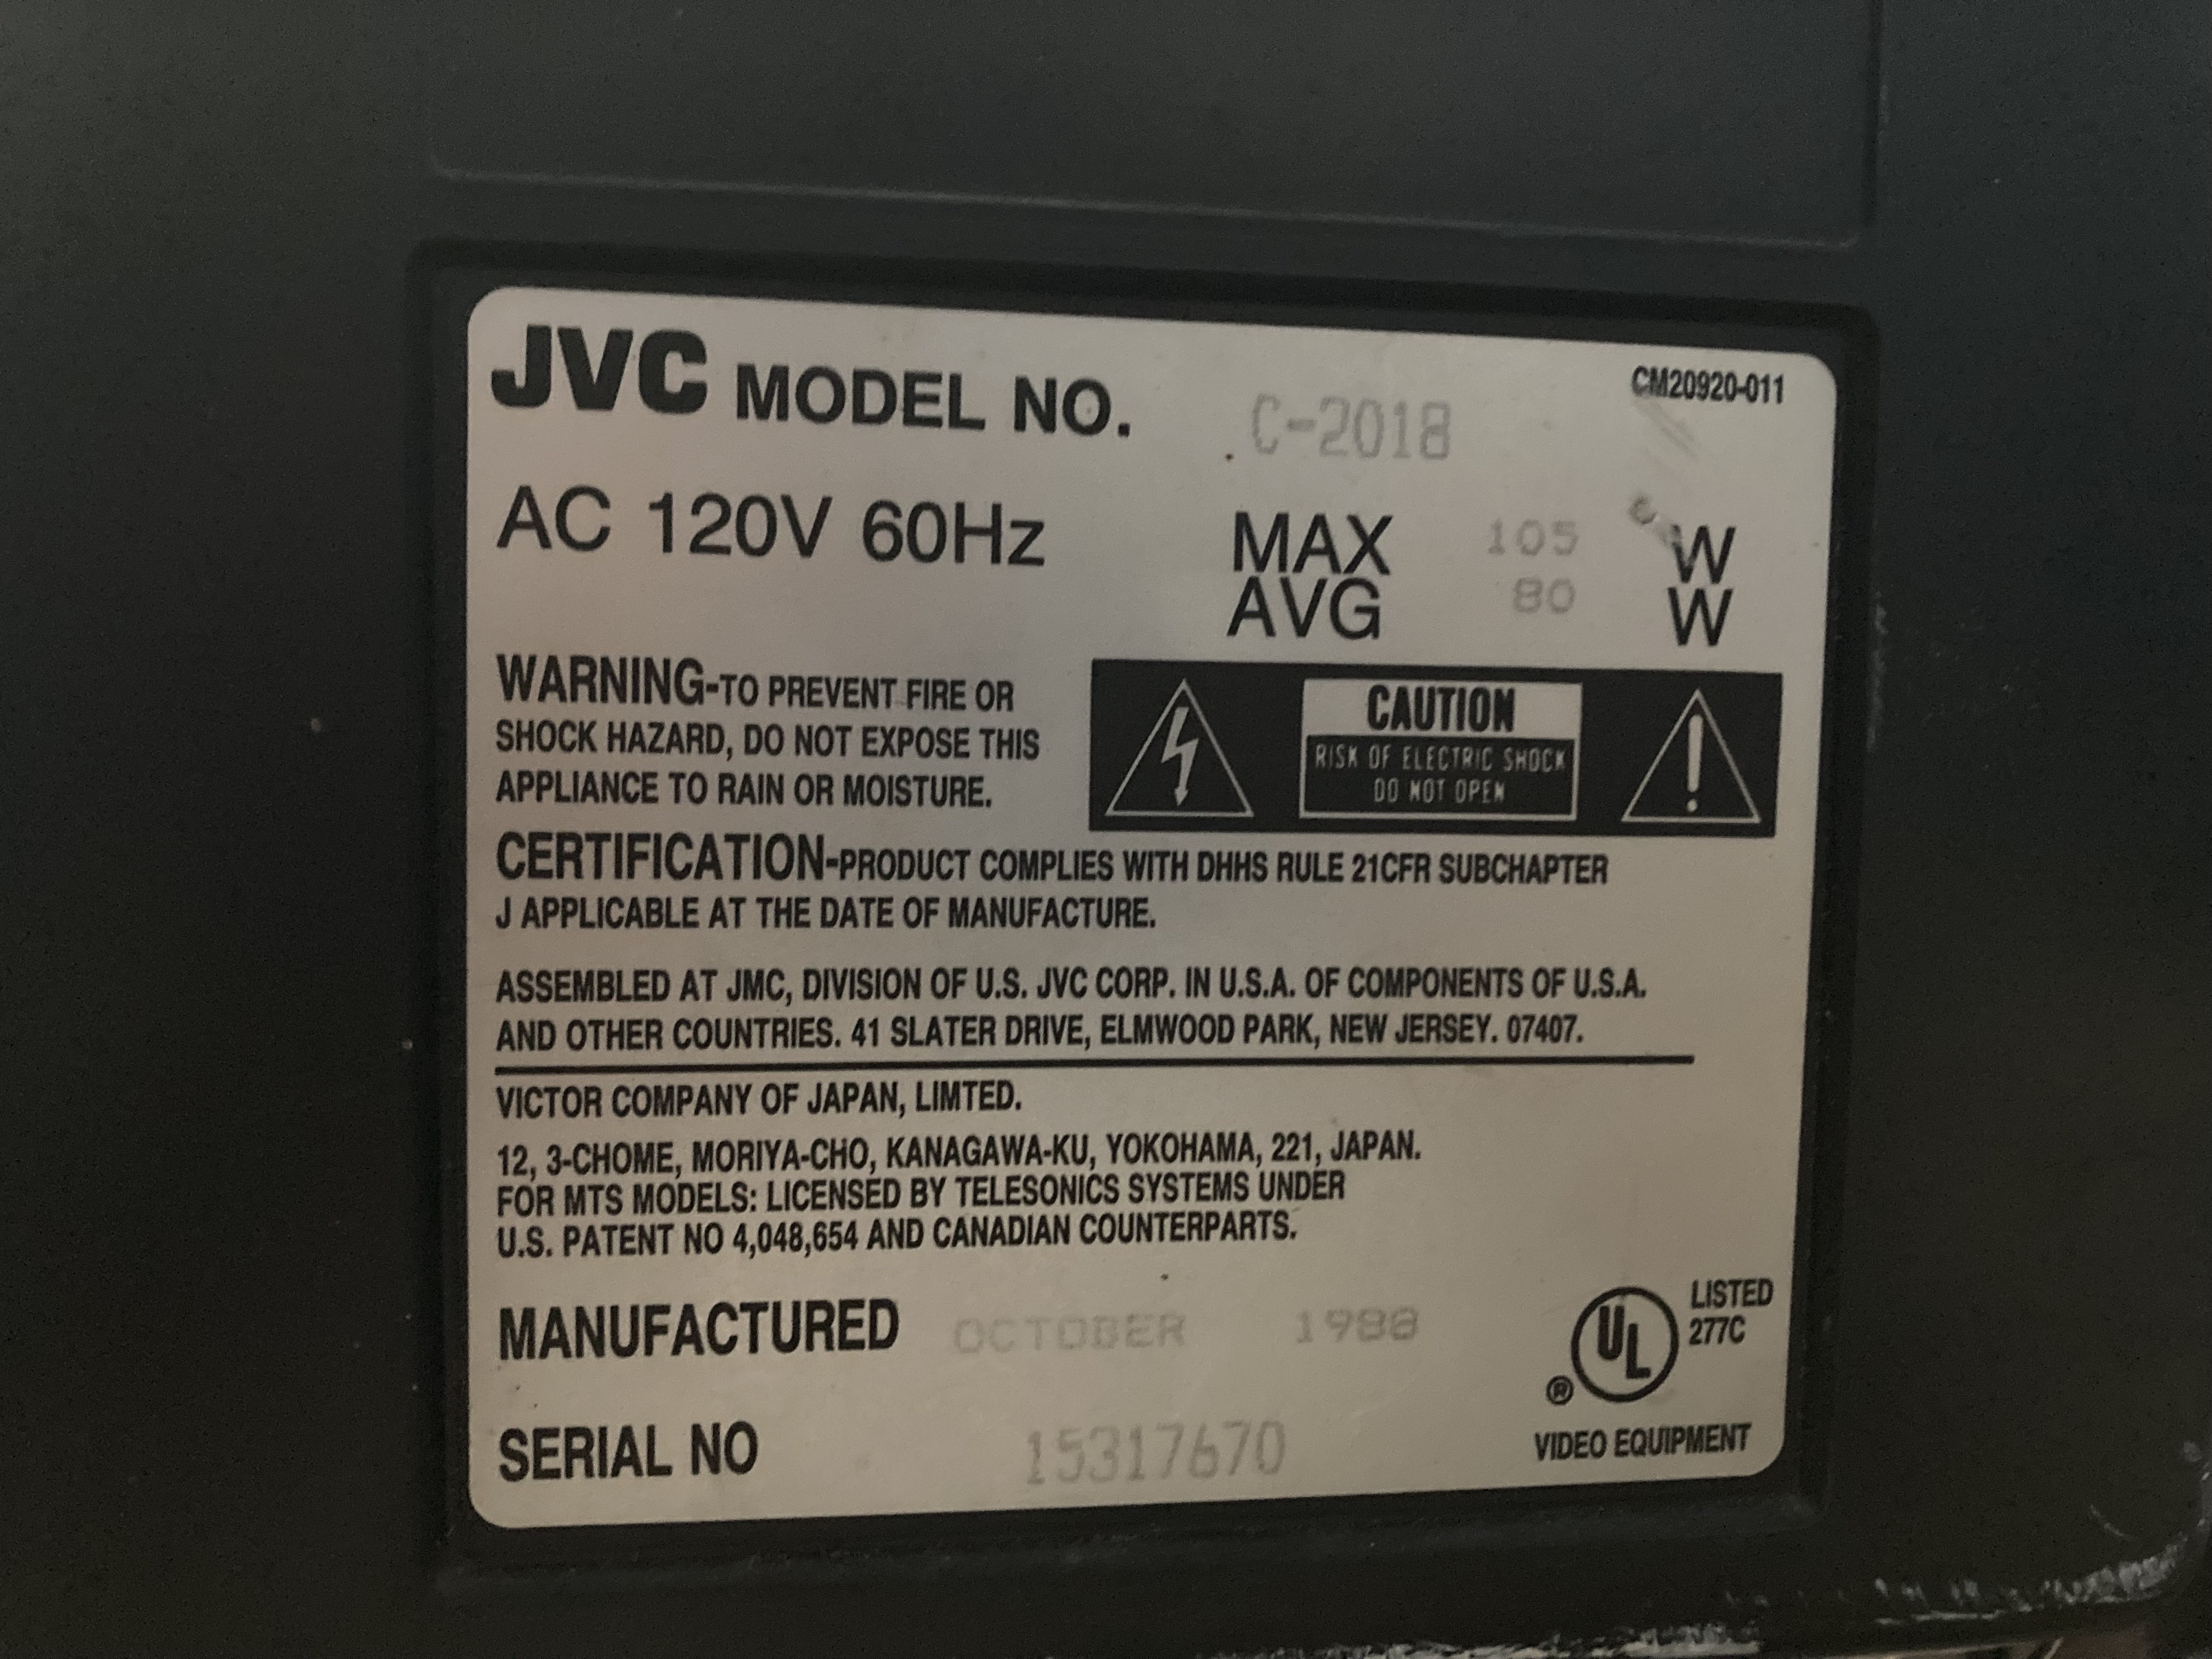 JVC MODEL NO. C-2018 CM20920-011
AC 120V 60Hz MAX 105 W
AVG 80 W
WARNING-TO PREVENT FIRE OR
SHOCK HAZARD, DO NOT EXPOSE THIS
APPLIANCE TO RAIN OR MOISTURE.
CAUTION
RISK OF ELECTRIC SHOCK
DO NOT OPEN
CERTIFICATION-PRODUCT COMPLIES WITH DHHS RULE 21CFR SUBCHAPTER
J APPLICABLE AT THE DATE OF MANUFACTURE.
ASSEMBLED AT JMC, DIVISION OF U.S. JVC CORP. IN U.S.A. OF COMPONENTS OF U.S.A.
AND OTHER COUNTRIES. 41 SLATER DRIVE, ELMWOOD PARK, NEW JERSEY. 07407.
VICTOR COMPANY OF JAPAN, LIMTED.
12, 3-CHOME, MORIYA-CHO, KANAGAWA-KU, YOKOHAMA, 221, JAPAN.
FOR MTS MODELS: LICENSED BY TELESONICS SYSTEMS UNDER
U.S. PATENT NO 4,048,654 AND CANADIAN COUNTERPARTS.
MANUFACTURED OCTOBER 1988
SERIAL NO 15317670
UL ®
LISTED
277C
VIDEO EQUIPMENT